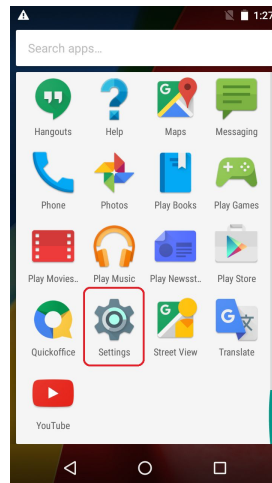 1:27
Search apps...
Hangouts Help Maps Messaging
Phone Photos Play Books Play Games
Play Movies.. Play Music Play Newsst.. Play Store
Quickoffice Settings Street View Translate
YouTube